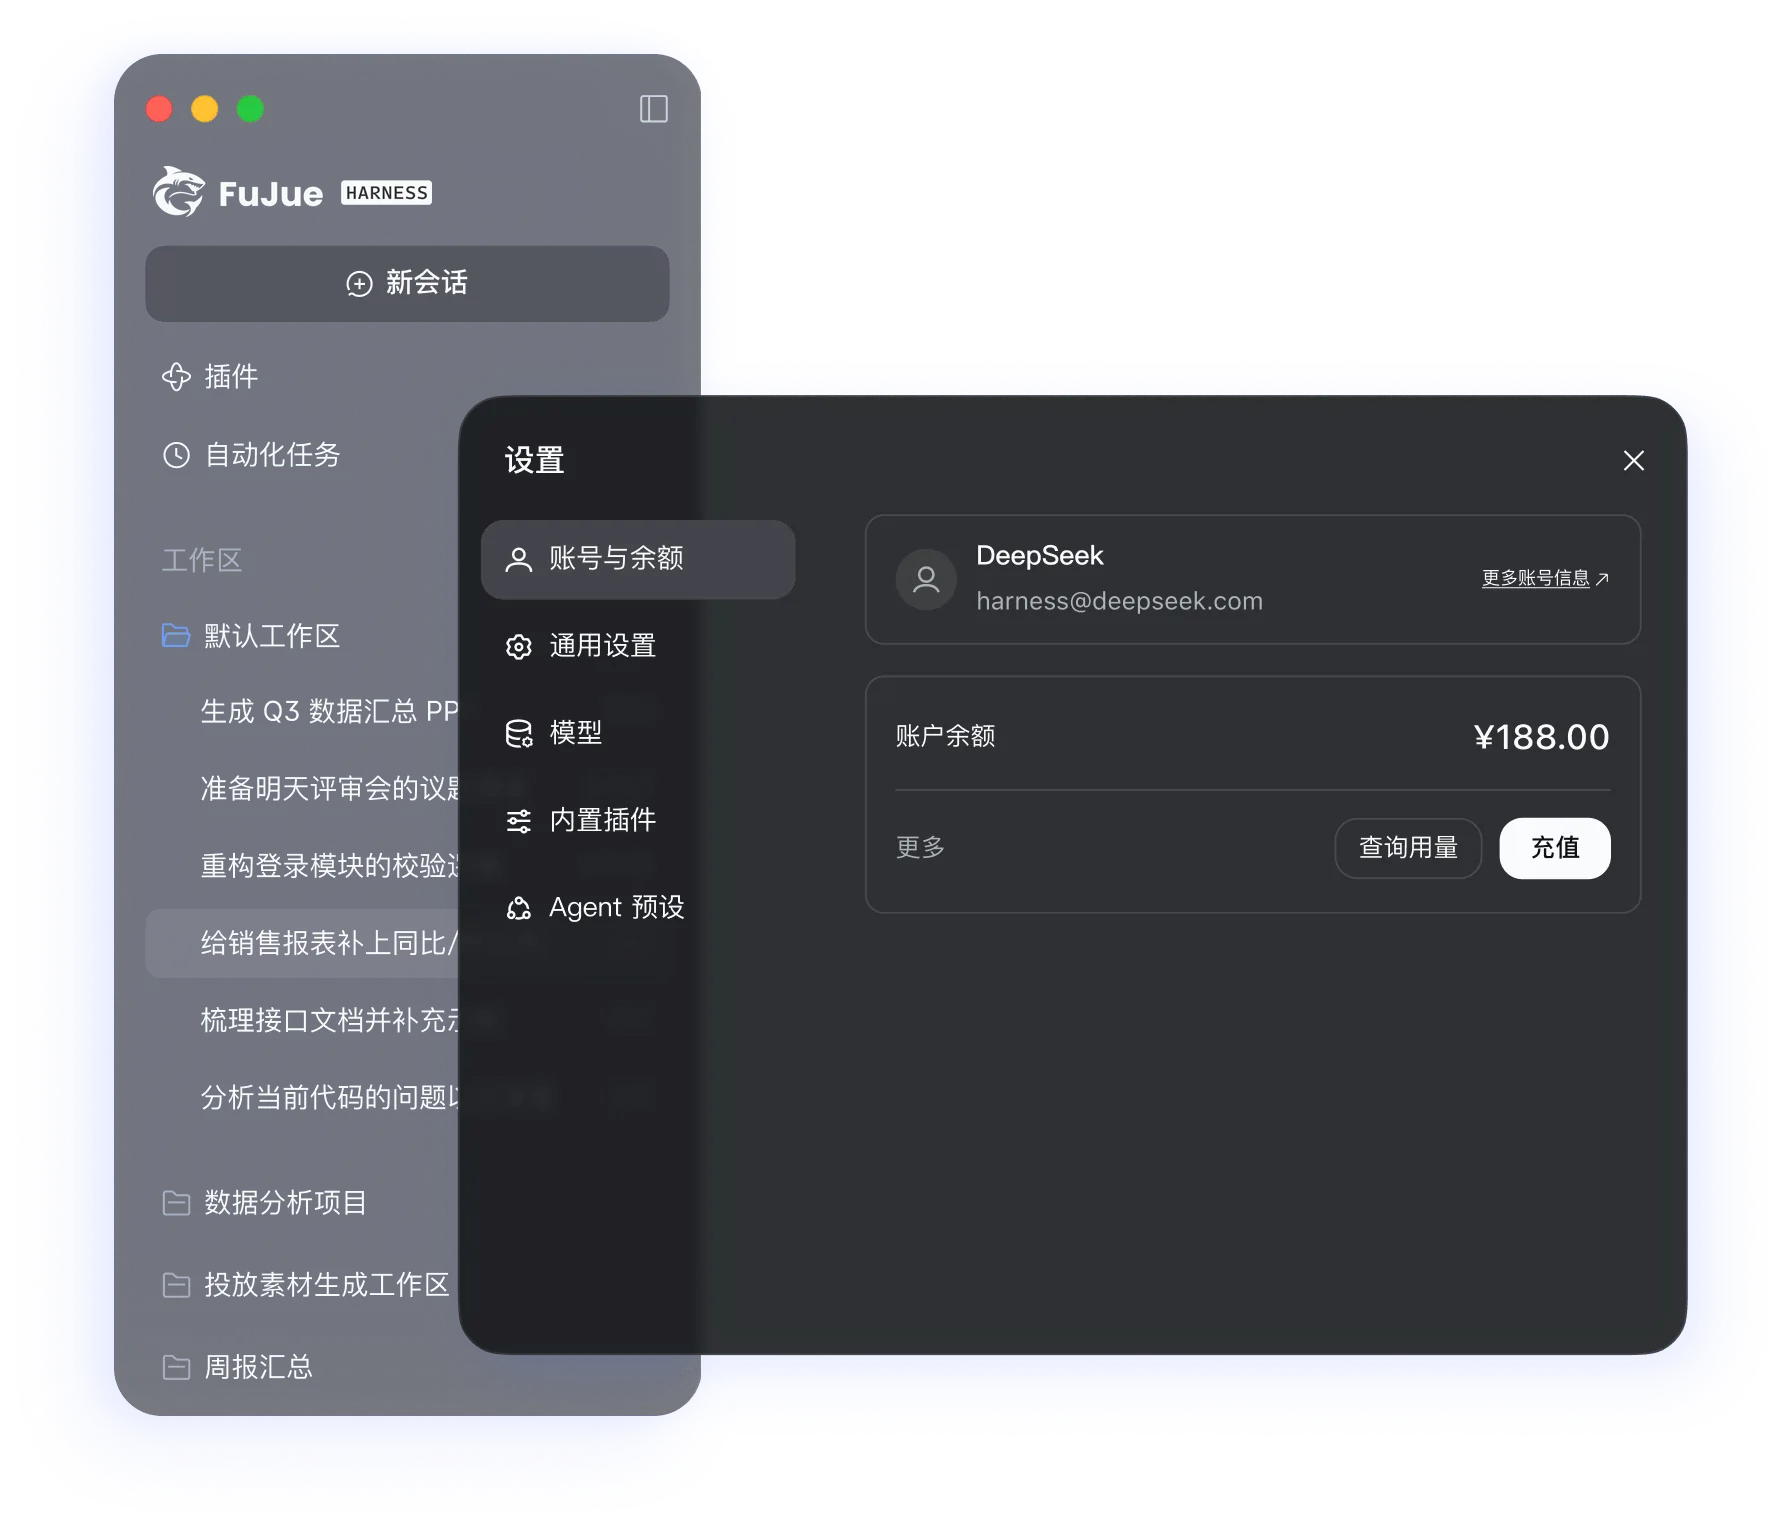 FuJue HARNESS
新会话
插件
自动化任务
工作区
默认工作区
生成 Q3 数据汇总 PP
准备明天评审会的议
重构登录模块的校验
给销售报表补上同比/
梳理接口文档并补充
分析当前代码的问题
数据分析项目
投放素材生成工作区
周报汇总
设置
账号与余额
通用设置
模型
内置插件
Agent 预设
DeepSeek
harness@deepseek.com
更多账号信息
账户余额
¥188.00
更多
查询用量
充值